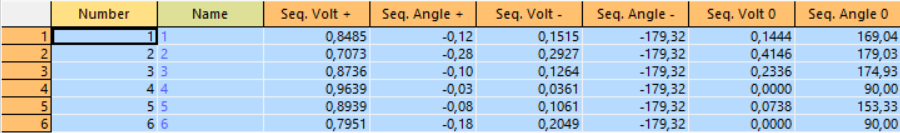 Number Name Seq. Volt + Seq. Angle + Seq. Volt - Seq. Angle - Seq. Volt 0 Seq. Angle 0
1 1 1 0,8485 -0,12 0,1515 -179,32 0,1444 169,04
2 2 2 0,7073 -0,28 0,2927 -179,32 0,4146 179,03
3 3 3 0,8736 -0,10 0,1264 -179,32 0,2336 174,93
4 4 4 0,9639 -0,03 0,0361 -179,32 0,0000 90,00
5 5 5 0,8939 -0,08 0,1061 -179,32 0,0738 153,33
6 6 6 0,7951 -0,18 0,2049 -179,32 0,0000 90,00